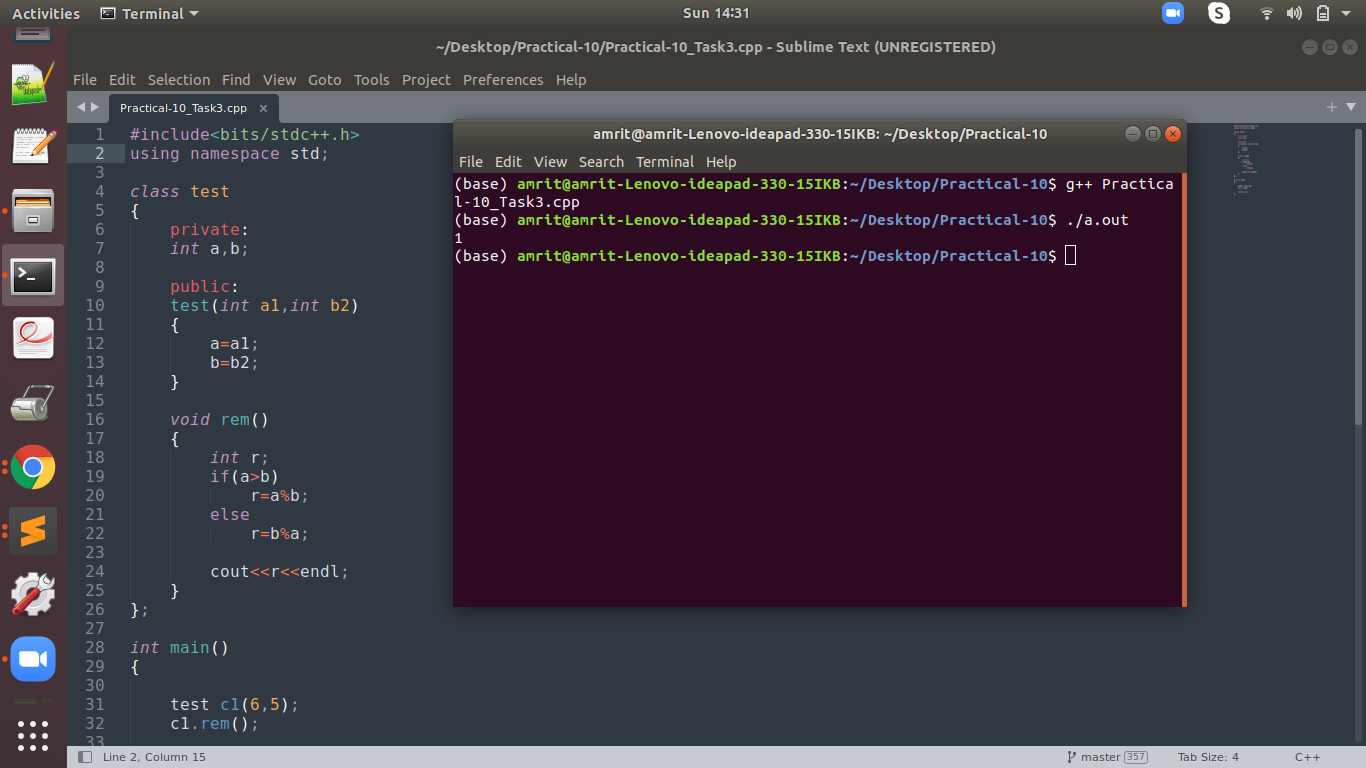 Activities Terminal Sun 14:31
~/Desktop/Practical-10/Practical-10_Task3.cpp - Sublime Text (UNREGISTERED)
File Edit Selection Find View Goto Tools Project Preferences Help
Practical-10_Task3.cpp ×
1 #include<bits/stdc++.h>
2 using namespace std;
3
4 class test
5 {
6     private:
7     int a,b;
8
9     public:
10     test(int a1,int b2)
11     {
12         a=a1;
13         b=b2;
14     }
15
16     void rem()
17     {
18         int r;
19         if(a>b)
20             r=a%b;
21         else
22             r=b%a;
23
24         cout<<r<<endl;
25     }
26 };
27
28 int main()
29 {
30
31     test c1(6,5);
32     c1.rem();
33
amrit@amrit-Lenovo-ideapad-330-15IKB: ~/Desktop/Practical-10
File Edit View Search Terminal Help
(base) amrit@amrit-Lenovo-ideapad-330-15IKB:~/Desktop/Practical-10$ g++ Practica
l-10_Task3.cpp
(base) amrit@amrit-Lenovo-ideapad-330-15IKB:~/Desktop/Practical-10$ ./a.out
1
(base) amrit@amrit-Lenovo-ideapad-330-15IKB:~/Desktop/Practical-10$
Line 2, Column 15 master 357 Tab Size: 4 C++